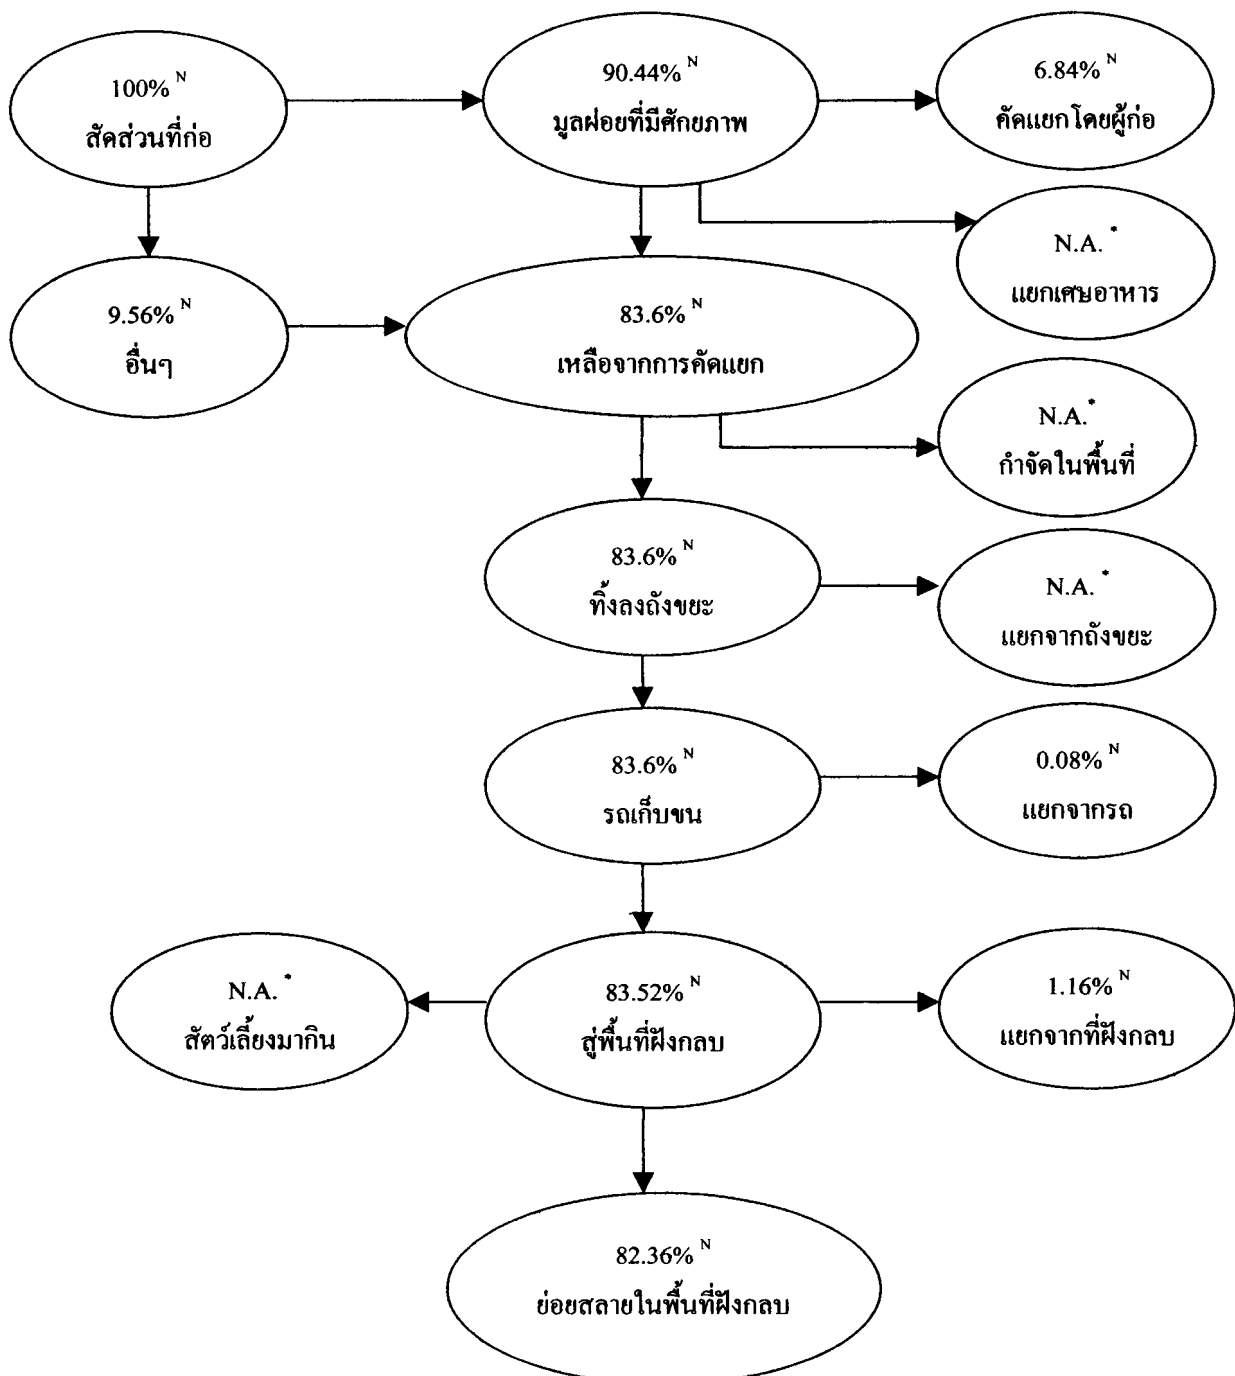 100% N
สัดส่วนที่ก่อ
90.44% N
มูลฝอยที่มีศักยภาพ
6.84% N
คัดแยกโดยผู้ก่อ
N.A. *
แยกเศษอาหาร
9.56% N
อื่นๆ
83.6% N
เหลือจากการคัดแยก
N.A. *
กำจัดในพื้นที่
83.6% N
ทิ้งลงถังขยะ
N.A. *
แยกจากถังขยะ
83.6% N
รถเก็บขน
0.08% N
แยกจากรถ
N.A. *
สัตว์เลี้ยงมากิน
83.52% N
สู่พื้นที่ฝังกลบ
1.16% N
แยกจากที่ฝังกลบ
82.36% N
ย่อยสลายในพื้นที่ฝังกลบ